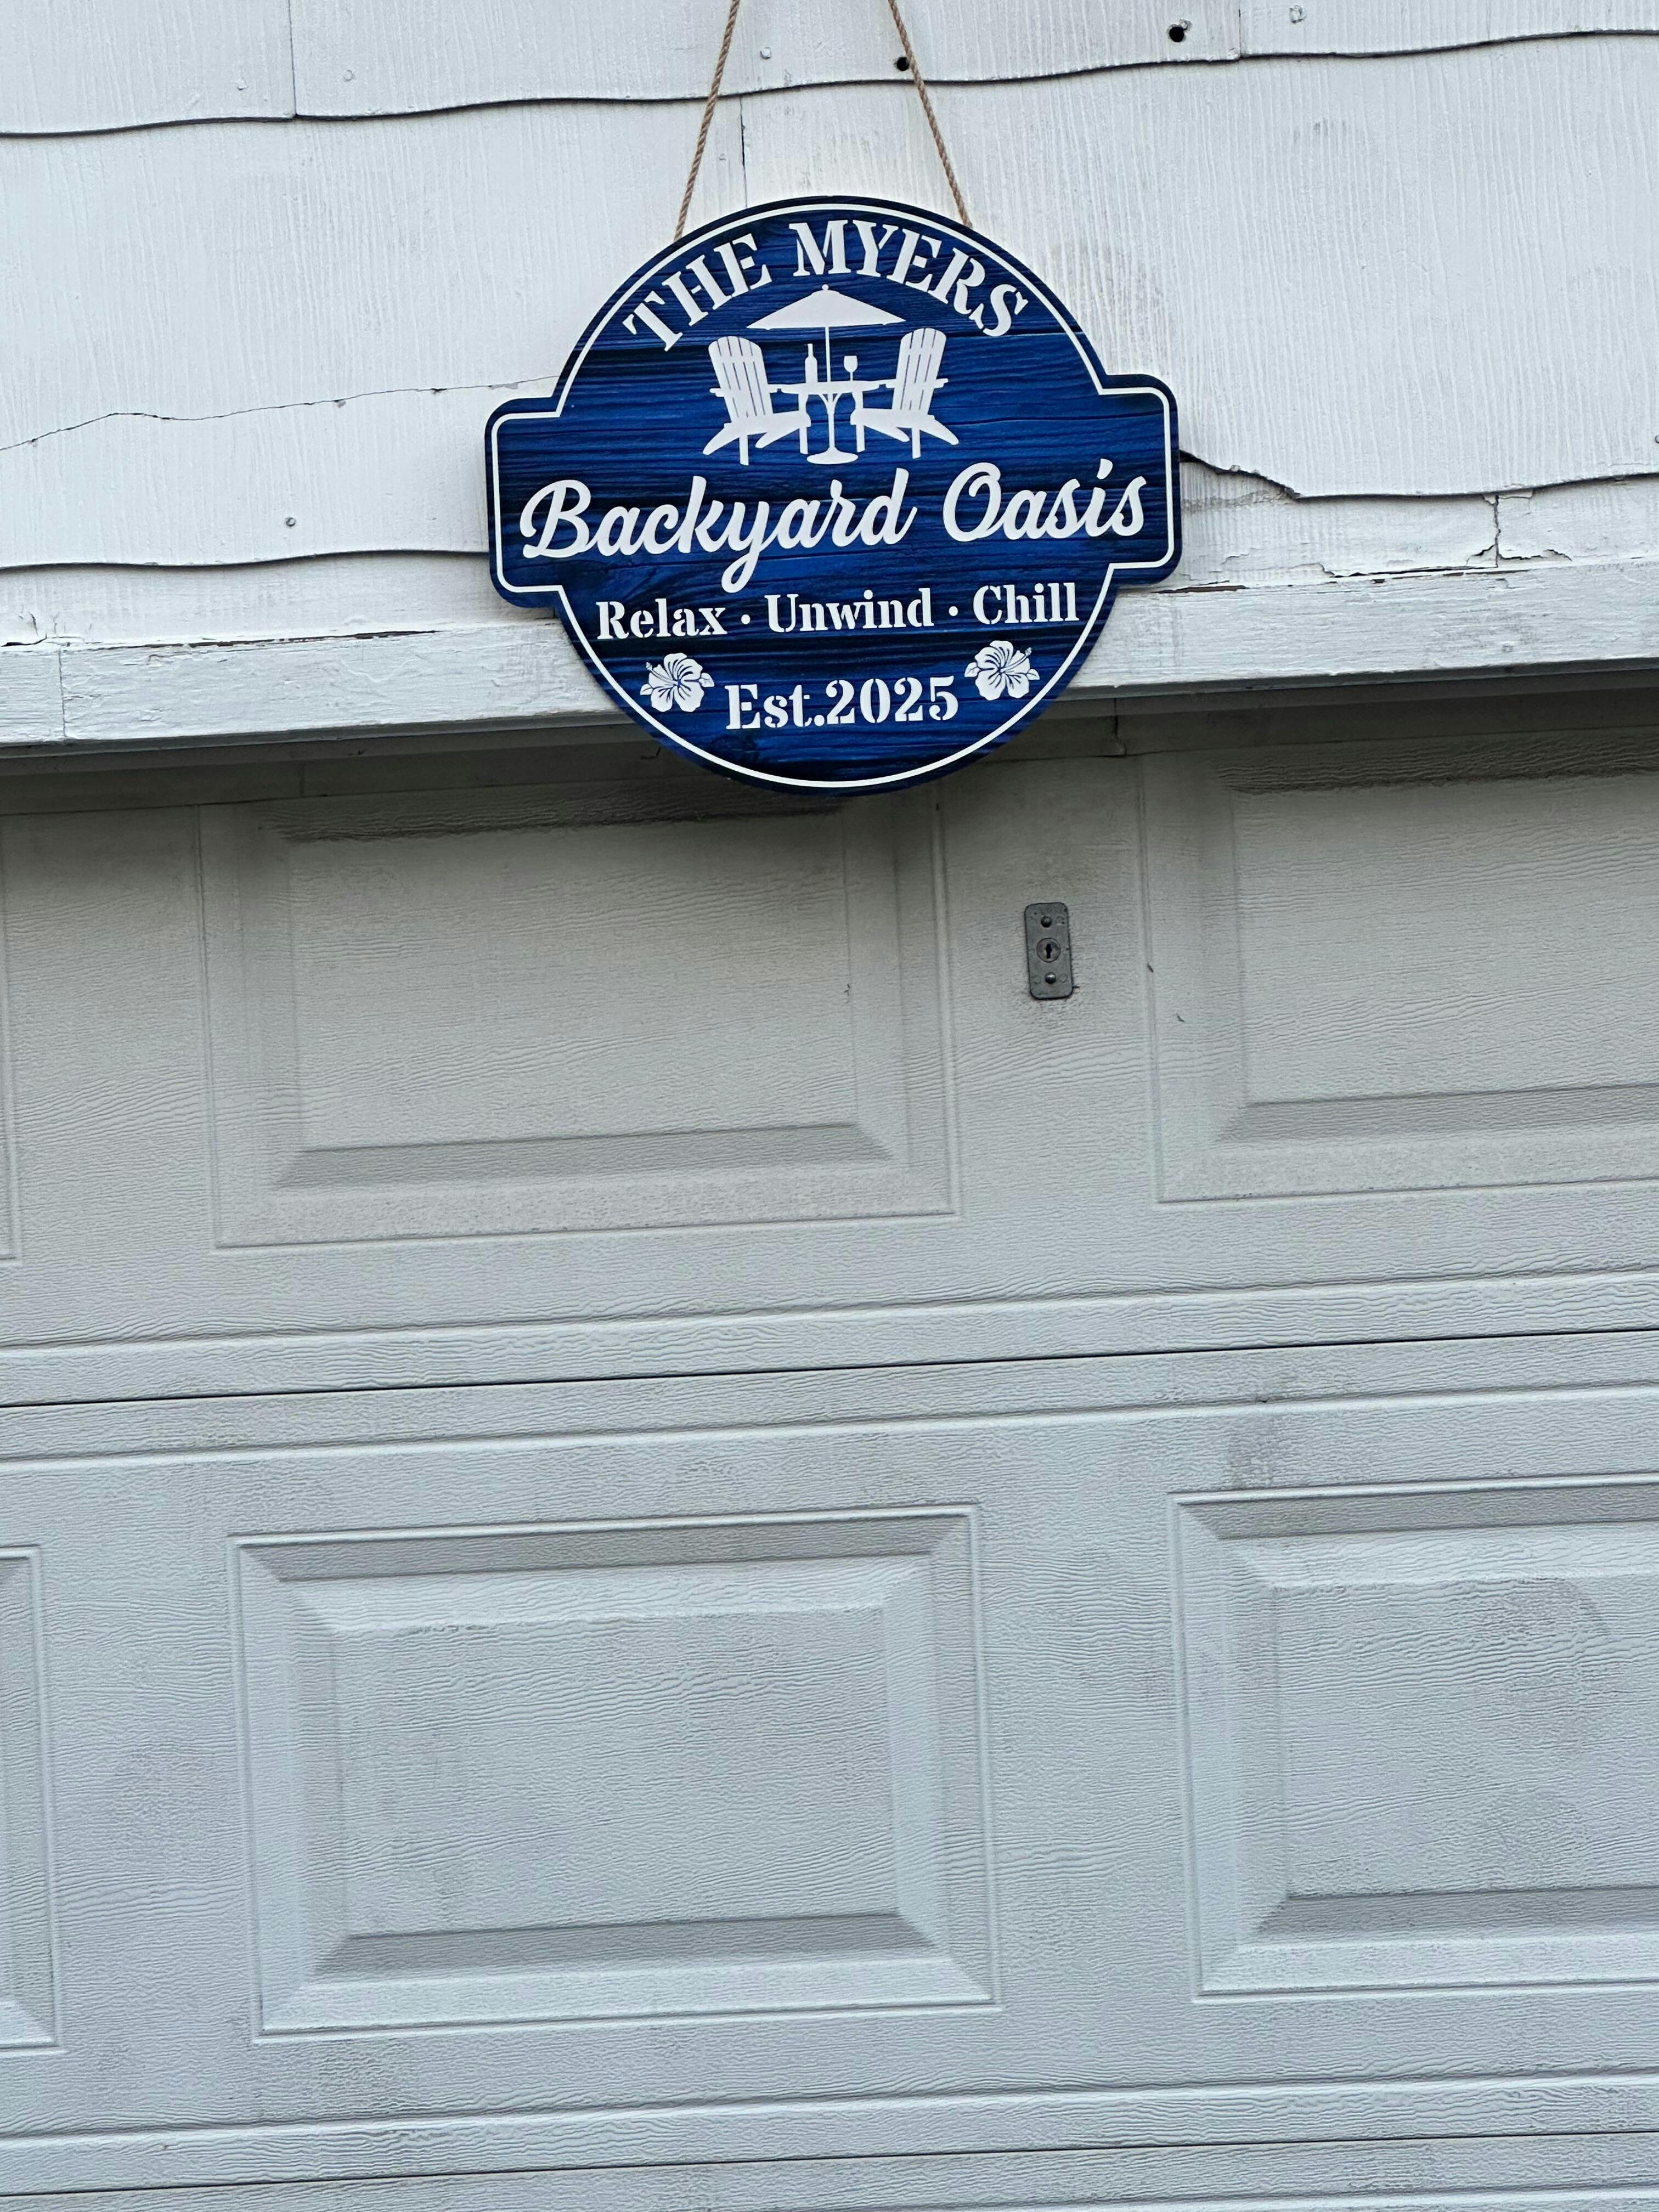 THE MYERS
Backyard Oasis
Relax · Unwind · Chill
Est.2025